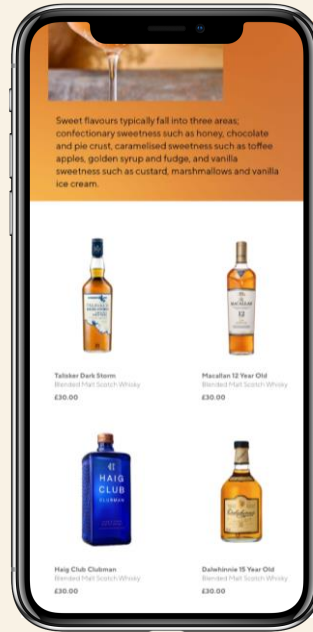 Sweet flavours typically fall into three areas;
confectionary sweetness such as honey, chocolate
and pie crust, caramelised sweetness such as toffee
apples, golden syrup and fudge, and vanilla
sweetness such as custard, marshmallows and vanilla
ice cream.
MACALLAN
12
Talisker Dark Storm
Blended Malt Scotch Whisky
£30.00
Macallan 12 Year Old
Blended Malt Scotch Whisky
£30.00
HAIG
CLUB
CLUBMAN
Dalwhinnie
Haig Club Clubman
Blended Malt Scotch Whisky
£30.00
Dalwhinnie 15 Year Old
Blended Malt Scotch Whisky
£30.00